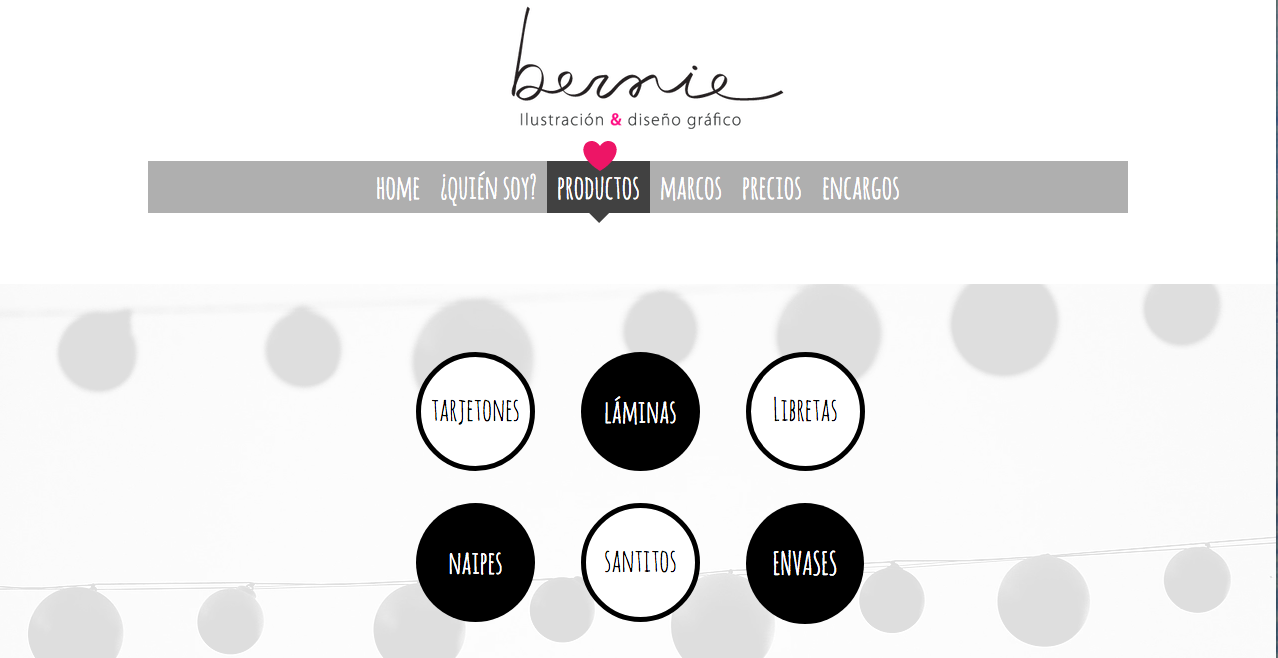 bernie
Ilustración & diseño gráfico
HOME ¿QUIÉN SOY? PRODUCTOS MARCOS PRECIOS ENCARGOS
TARJETONES LÁMINAS LIBRETAS
NAIPES SANTITOS ENVASES